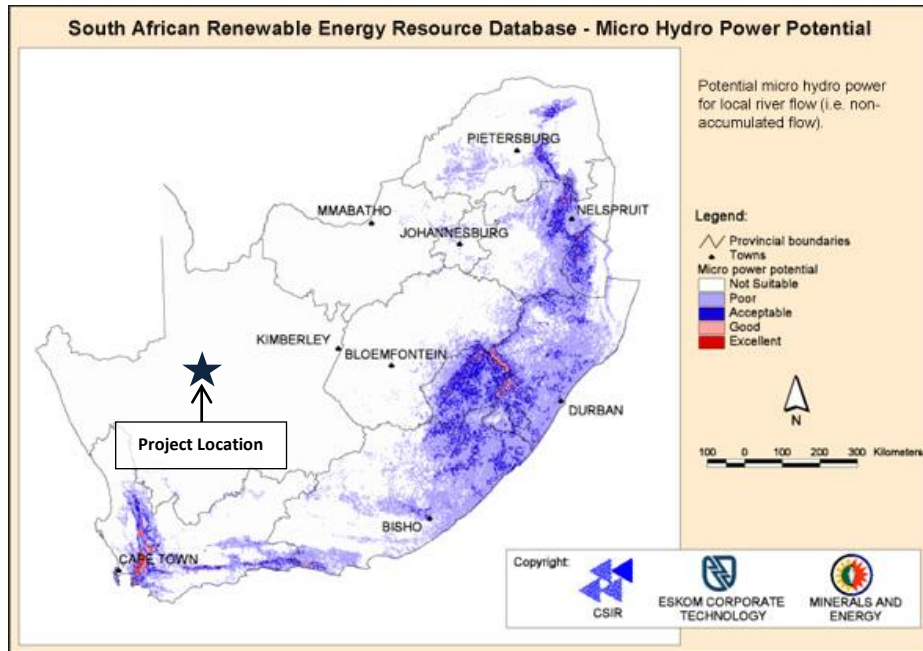 South African Renewable Energy Resource Database - Micro Hydro Power Potential
Potential micro hydro power
for local river flow (i.e. non-
accumulated flow).
PIETERSBURG
MMABATHO
NELSPRUIT
JOHANNESBURG
KIMBERLEY
BLOEMFONTEIN
DURBAN
Project Location
BISHO
CAPE TOWN
Legend:
Provincial boundaries
Towns
Micro power potential
Not Suitable
Poor
Acceptable
Good
Excellent
N
100 0 100 200 300 Kilometers
Copyright:
CSIR
ESKOM CORPORATE
TECHNOLOGY
MINERALS AND
ENERGY